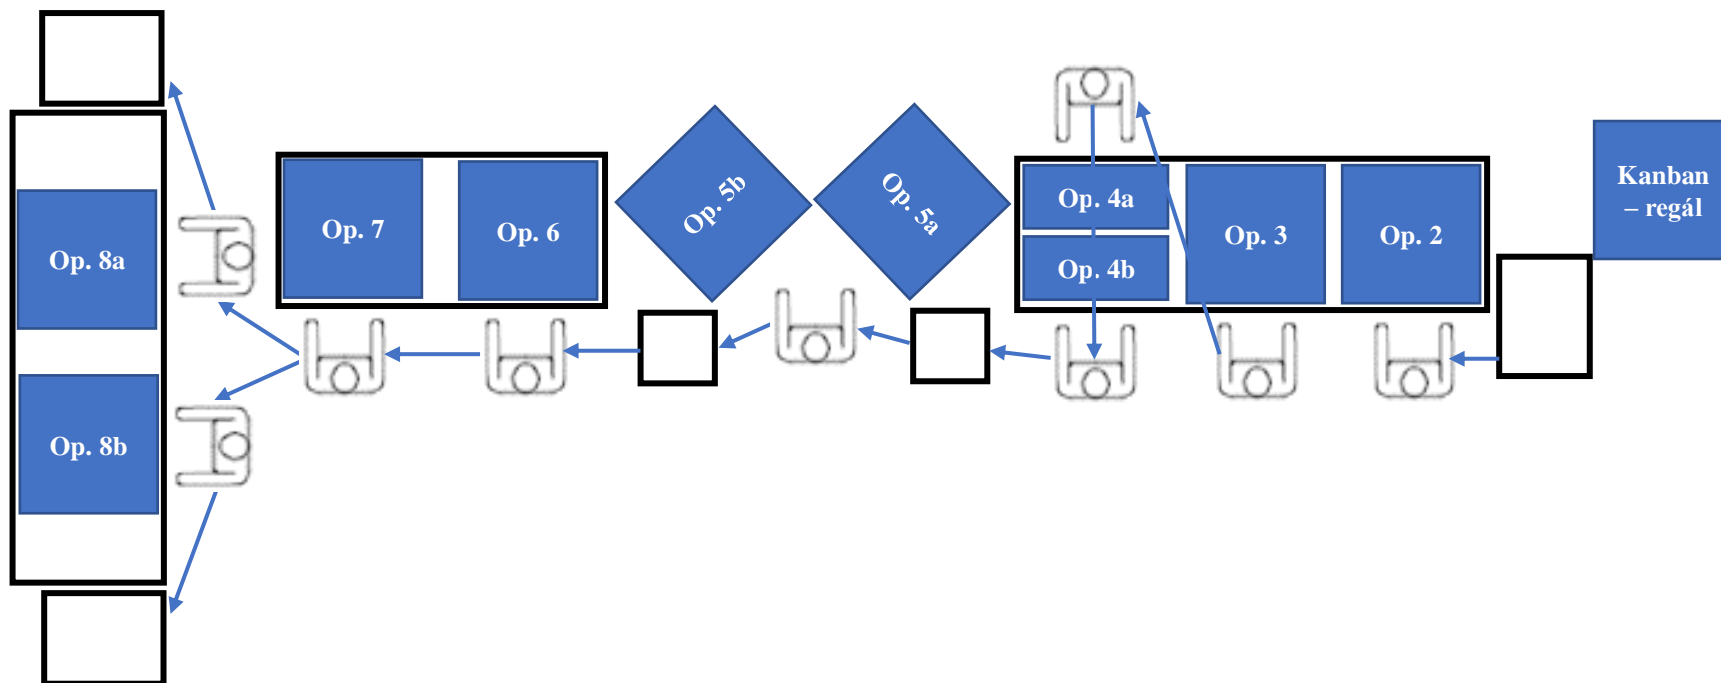 Op. 8a
Op. 8b
Op. 7
Op. 6
Op. 5b
Op. 5a
Op. 4a
Op. 4b
Op. 3
Op. 2
Kanban
– regál